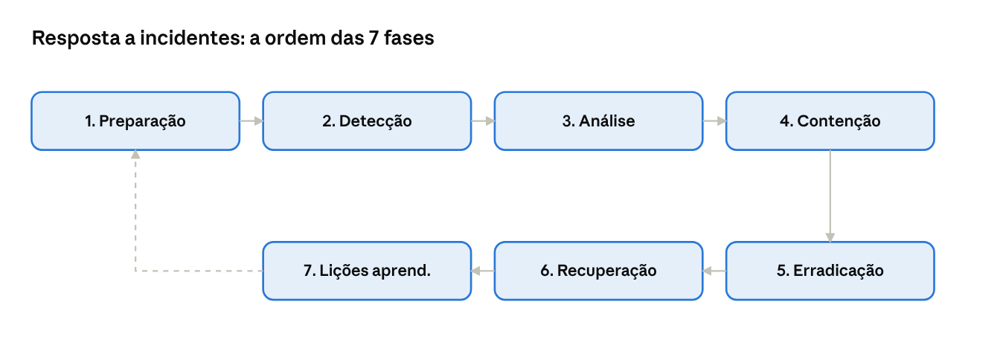 Resposta a incidentes: a ordem das 7 fases
1. Preparação
2. Detecção
3. Análise
4. Contenção
7. Lições aprend.
6. Recuperação
5. Erradicação